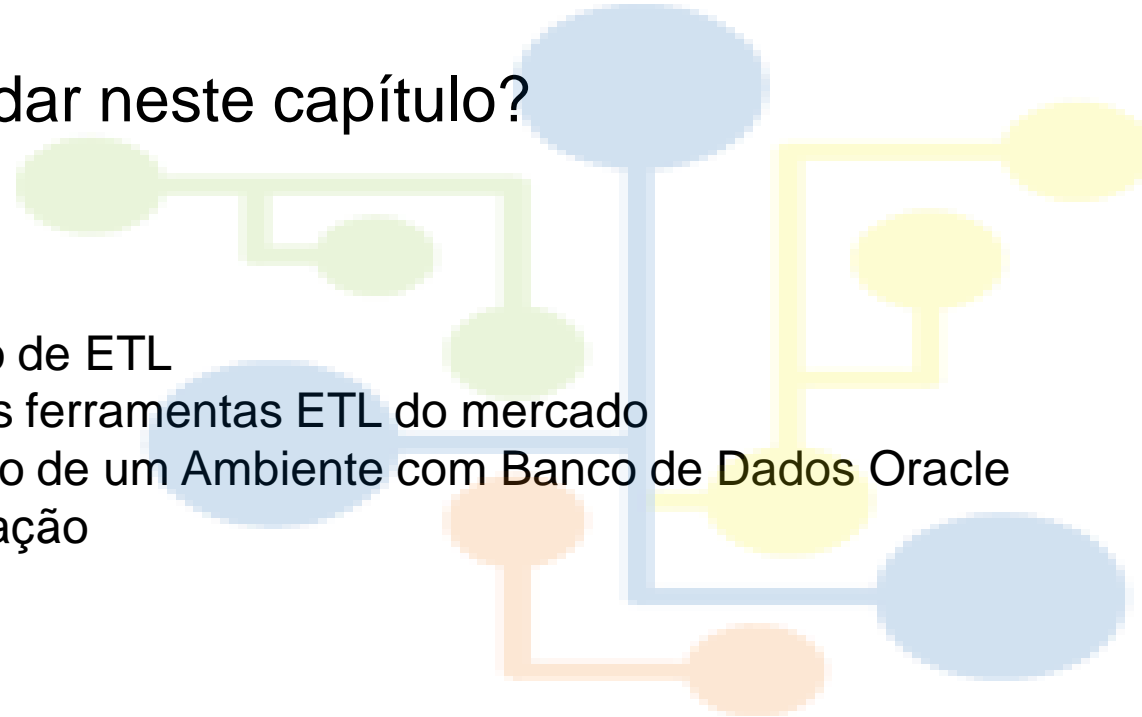 dar neste capítulo?
o de ETL
s ferramentas ETL do mercado
o de um Ambiente com Banco de Dados Oracle
ação